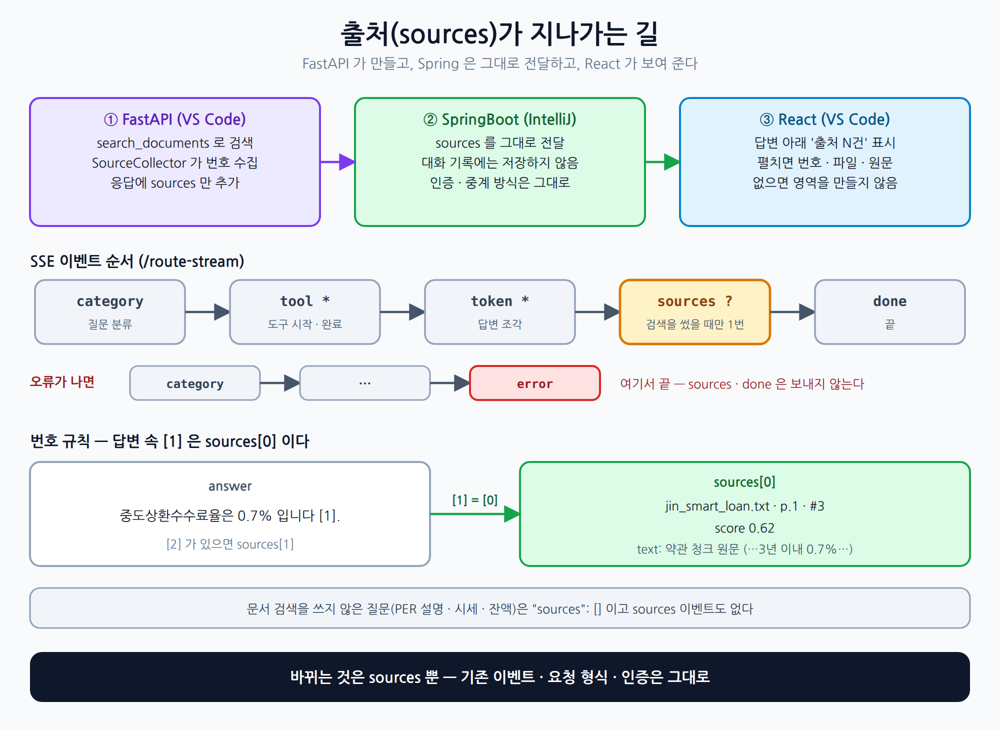 출처(sources)가 지나가는 길
FastAPI 가 만들고, Spring 은 그대로 전달하고, React 가 보여 준다
① FastAPI (VS Code)
search_documents 로 검색
SourceCollector 가 번호 수집
응답에 sources 만 추가
② SpringBoot (IntelliJ)
sources 를 그대로 전달
대화 기록에는 저장하지 않음
인증 · 중계 방식은 그대로
③ React (VS Code)
답변 아래 '출처 N건' 표시
펼치면 번호 · 파일 · 원문
없으면 영역을 만들지 않음
SSE 이벤트 순서 (/route-stream)
category
질문 분류
tool *
도구 시작 · 완료
token *
답변 조각
sources ?
검색을 썼을 때만 1번
done
끝
오류가 나면
category
···
error
여기서 끝 — sources · done 은 보내지 않는다
번호 규칙 — 답변 속 [1] 은 sources[0] 이다
answer
중도상환수수료율은 0.7% 입니다 [1].
[2] 가 있으면 sources[1]
[1] = [0]
sources[0]
jin_smart_loan.txt · p.1 · #3
score 0.62
text: 약관 청크 원문 (···3년 이내 0.7%···)
문서 검색을 쓰지 않은 질문(PER 설명 · 시세 · 잔액)은 "sources": [] 이고 sources 이벤트도 없다
바뀌는 것은 sources 뿐 — 기존 이벤트 · 요청 형식 · 인증은 그대로